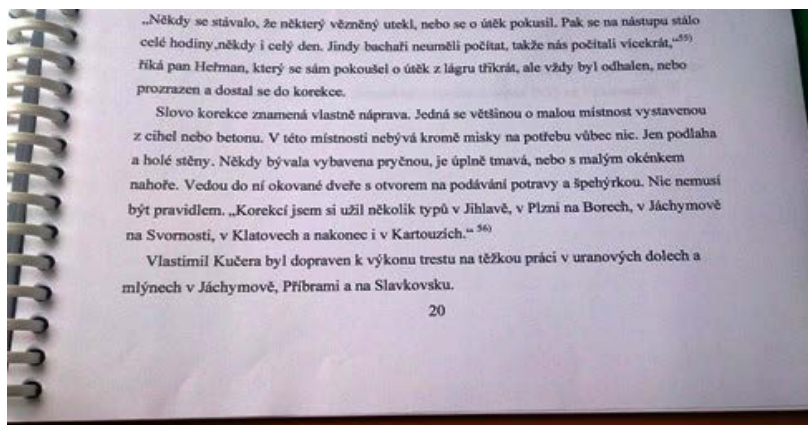 „Někdy se stávalo, že některý vězněný utekl, nebo se o útěk pokusil. Pak se na nástupu stálo
celé hodiny,někdy i celý den. Jindy bachaři neuměli počítat, takže nás počítali vícekrát,“55)
říká pan Heřman, který se sám pokoušel o útěk z lágru třikrát, ale vždy byl odhalen, nebo
prozrazen a dostal se do korekce.
Slovo korekce znamená vlastně náprava. Jedná se většinou o malou místnost vystavenou
z cihel nebo betonu. V této místnosti nebývá kromě misky na potřebu vůbec nic. Jen podlaha
a holé stěny. Někdy bývala vybavena pryčnou, je úplně tmavá, nebo s malým okénkem
nahoře. Vedou do ní okované dveře s otvorem na podávání potravy a špehýrkou. Nic nemusí
být pravidlem. „Korekcí jsem si užil několik typů v Jihlavě, v Plzni na Borech, v Jáchymově
na Svornosti, v Klatovech a nakonec i v Kartouzích.“ 56)
Vlastimil Kučera byl dopraven k výkonu trestu na těžkou práci v uranových dolech a
mlýnech v Jáchymově, Příbrami a na Slavkovsku.
20